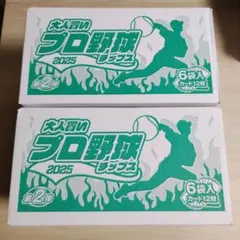 大人買い
プロ野球
2025
チップス
第2弾
6袋入
カード12枚
大人買い
プロ野球
2025
チップス
第2弾
6袋入
カード12枚